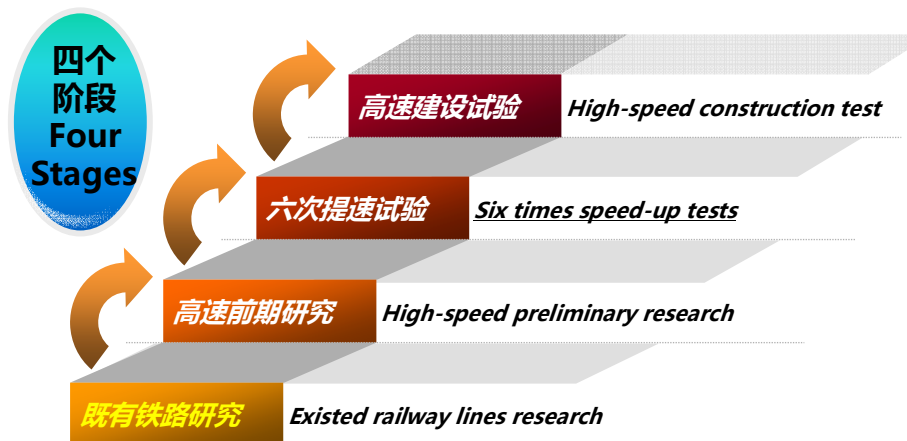 四个
阶段
Four
Stages
高速建设试验
High-speed construction test
六次提速试验
Six times speed-up tests
高速前期研究
High-speed preliminary research
既有铁路研究
Existed railway lines research